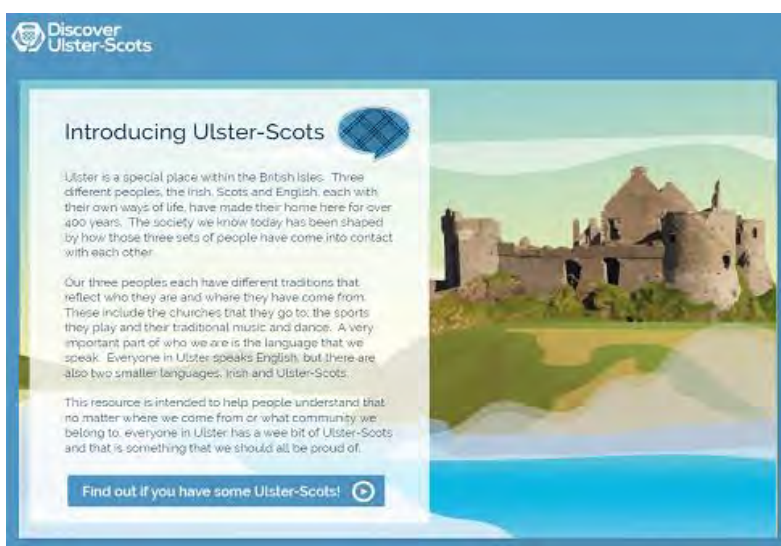 Discover
Ulster-Scots
Introducing Ulster-Scots
Ulster is a special place within the British Isles. Three
different peoples, the Irish, Scots and English, each with
their own ways of life, have made their home here for over
400 years. The society we know today has been shaped
by how those three sets of people have come into contact
with each other.
Our three peoples each have different traditions that
reflect who they are and where they have come from.
These include the churches that they go to, the sports
they play and their traditional music and dance. A very
important part of who we are is the language that we
speak. Everyone in Ulster speaks English, but there are
also two smaller languages, Irish and Ulster-Scots.
This resource is intended to help people understand that
no matter where we come from or what community we
belong to, everyone in Ulster has a wee bit of Ulster-Scots
and that is something that we should all be proud of.
Find out if you have some Ulster-Scots!